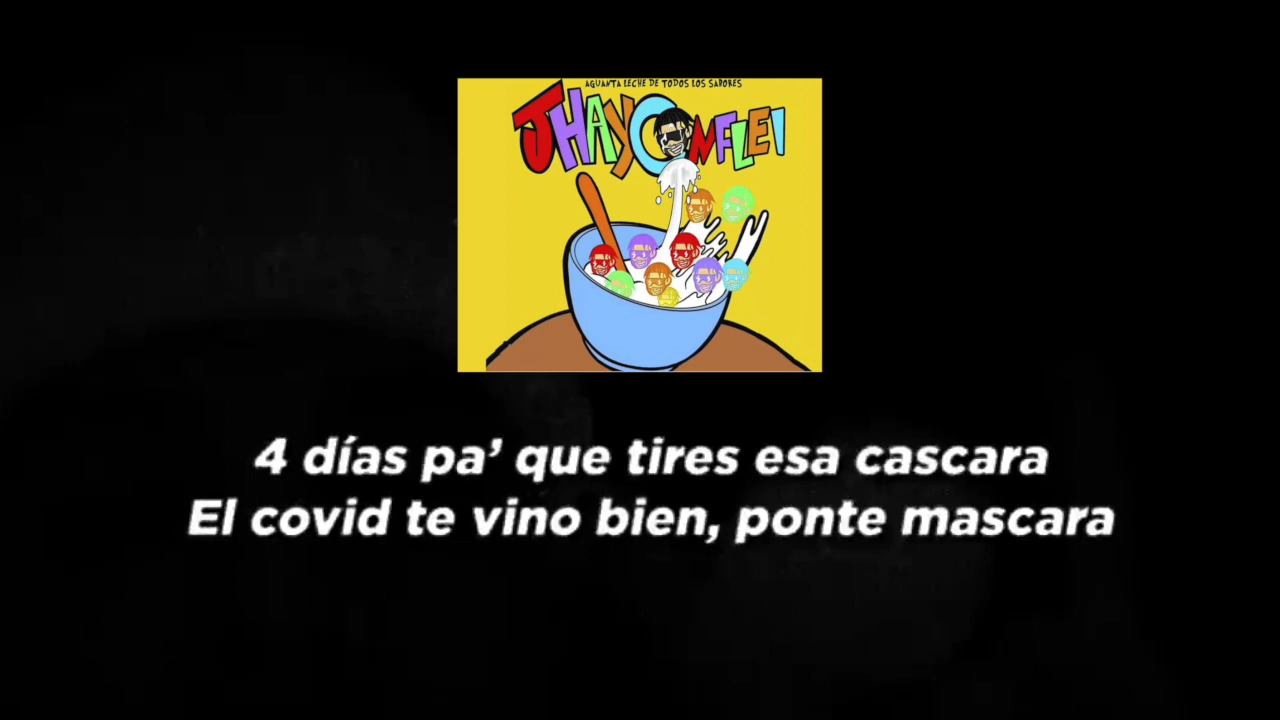 AGUANTA LECHE DE TODOS LOS SABORES
JHAYCONFLEI
4 días pa’ que tires esa cascara
El covid te vino bien, ponte mascara